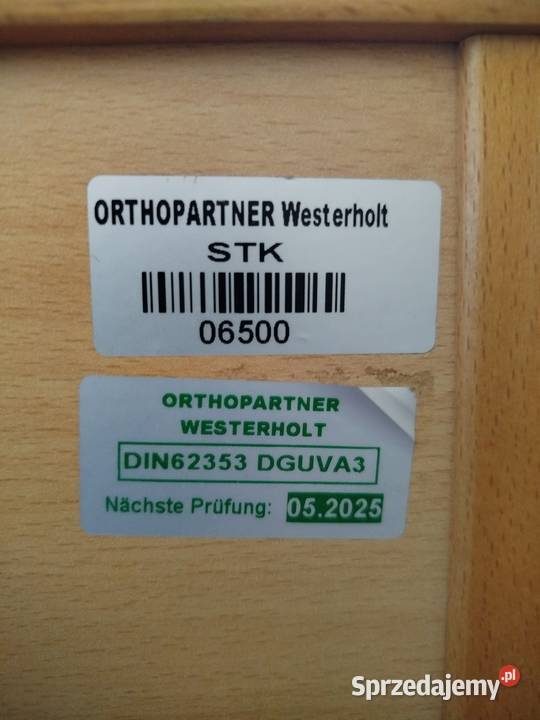 ORTHOPARTNER Westerholt
STK
06500
ORTHOPARTNER
WESTERHOLT
DIN62353 DGUVA3
Nächste Prüfung: 05.2025
Sprzedajemy.pl